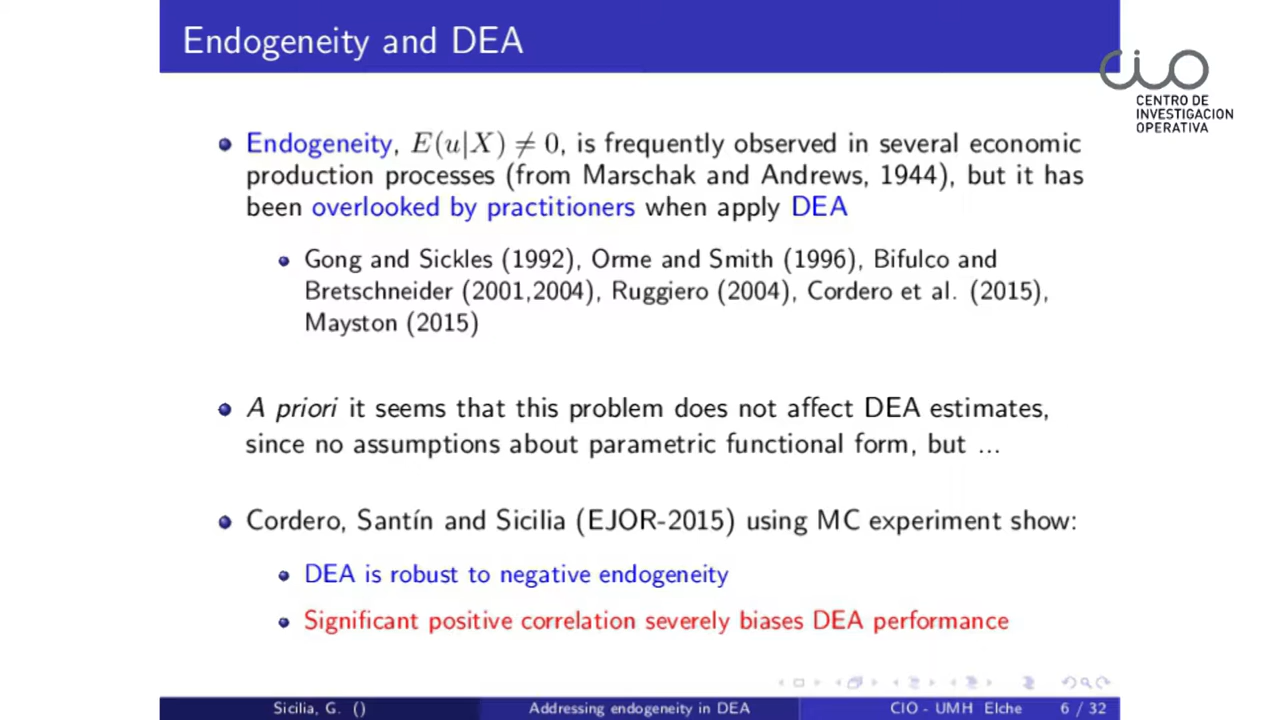 Endogeneity and DEA
CIO
CENTRO DE
INVESTIGACION
OPERATIVA
Endogeneity, E(u|X) ≠ 0, is frequently observed in several economic
production processes (from Marschak and Andrews, 1944), but it has
been overlooked by practitioners when apply DEA
Gong and Sickles (1992), Orme and Smith (1996), Bifulco and
Bretschneider (2001,2004), Ruggiero (2004), Cordero et al. (2015),
Mayston (2015)
A priori it seems that this problem does not affect DEA estimates,
since no assumptions about parametric functional form, but ...
Cordero, Santín and Sicilia (EJOR-2015) using MC experiment show:
DEA is robust to negative endogeneity
Significant positive correlation severely biases DEA performance
Sicilia, G. () Addressing endogeneity in DEA CIO - UMH Elche 6 / 32